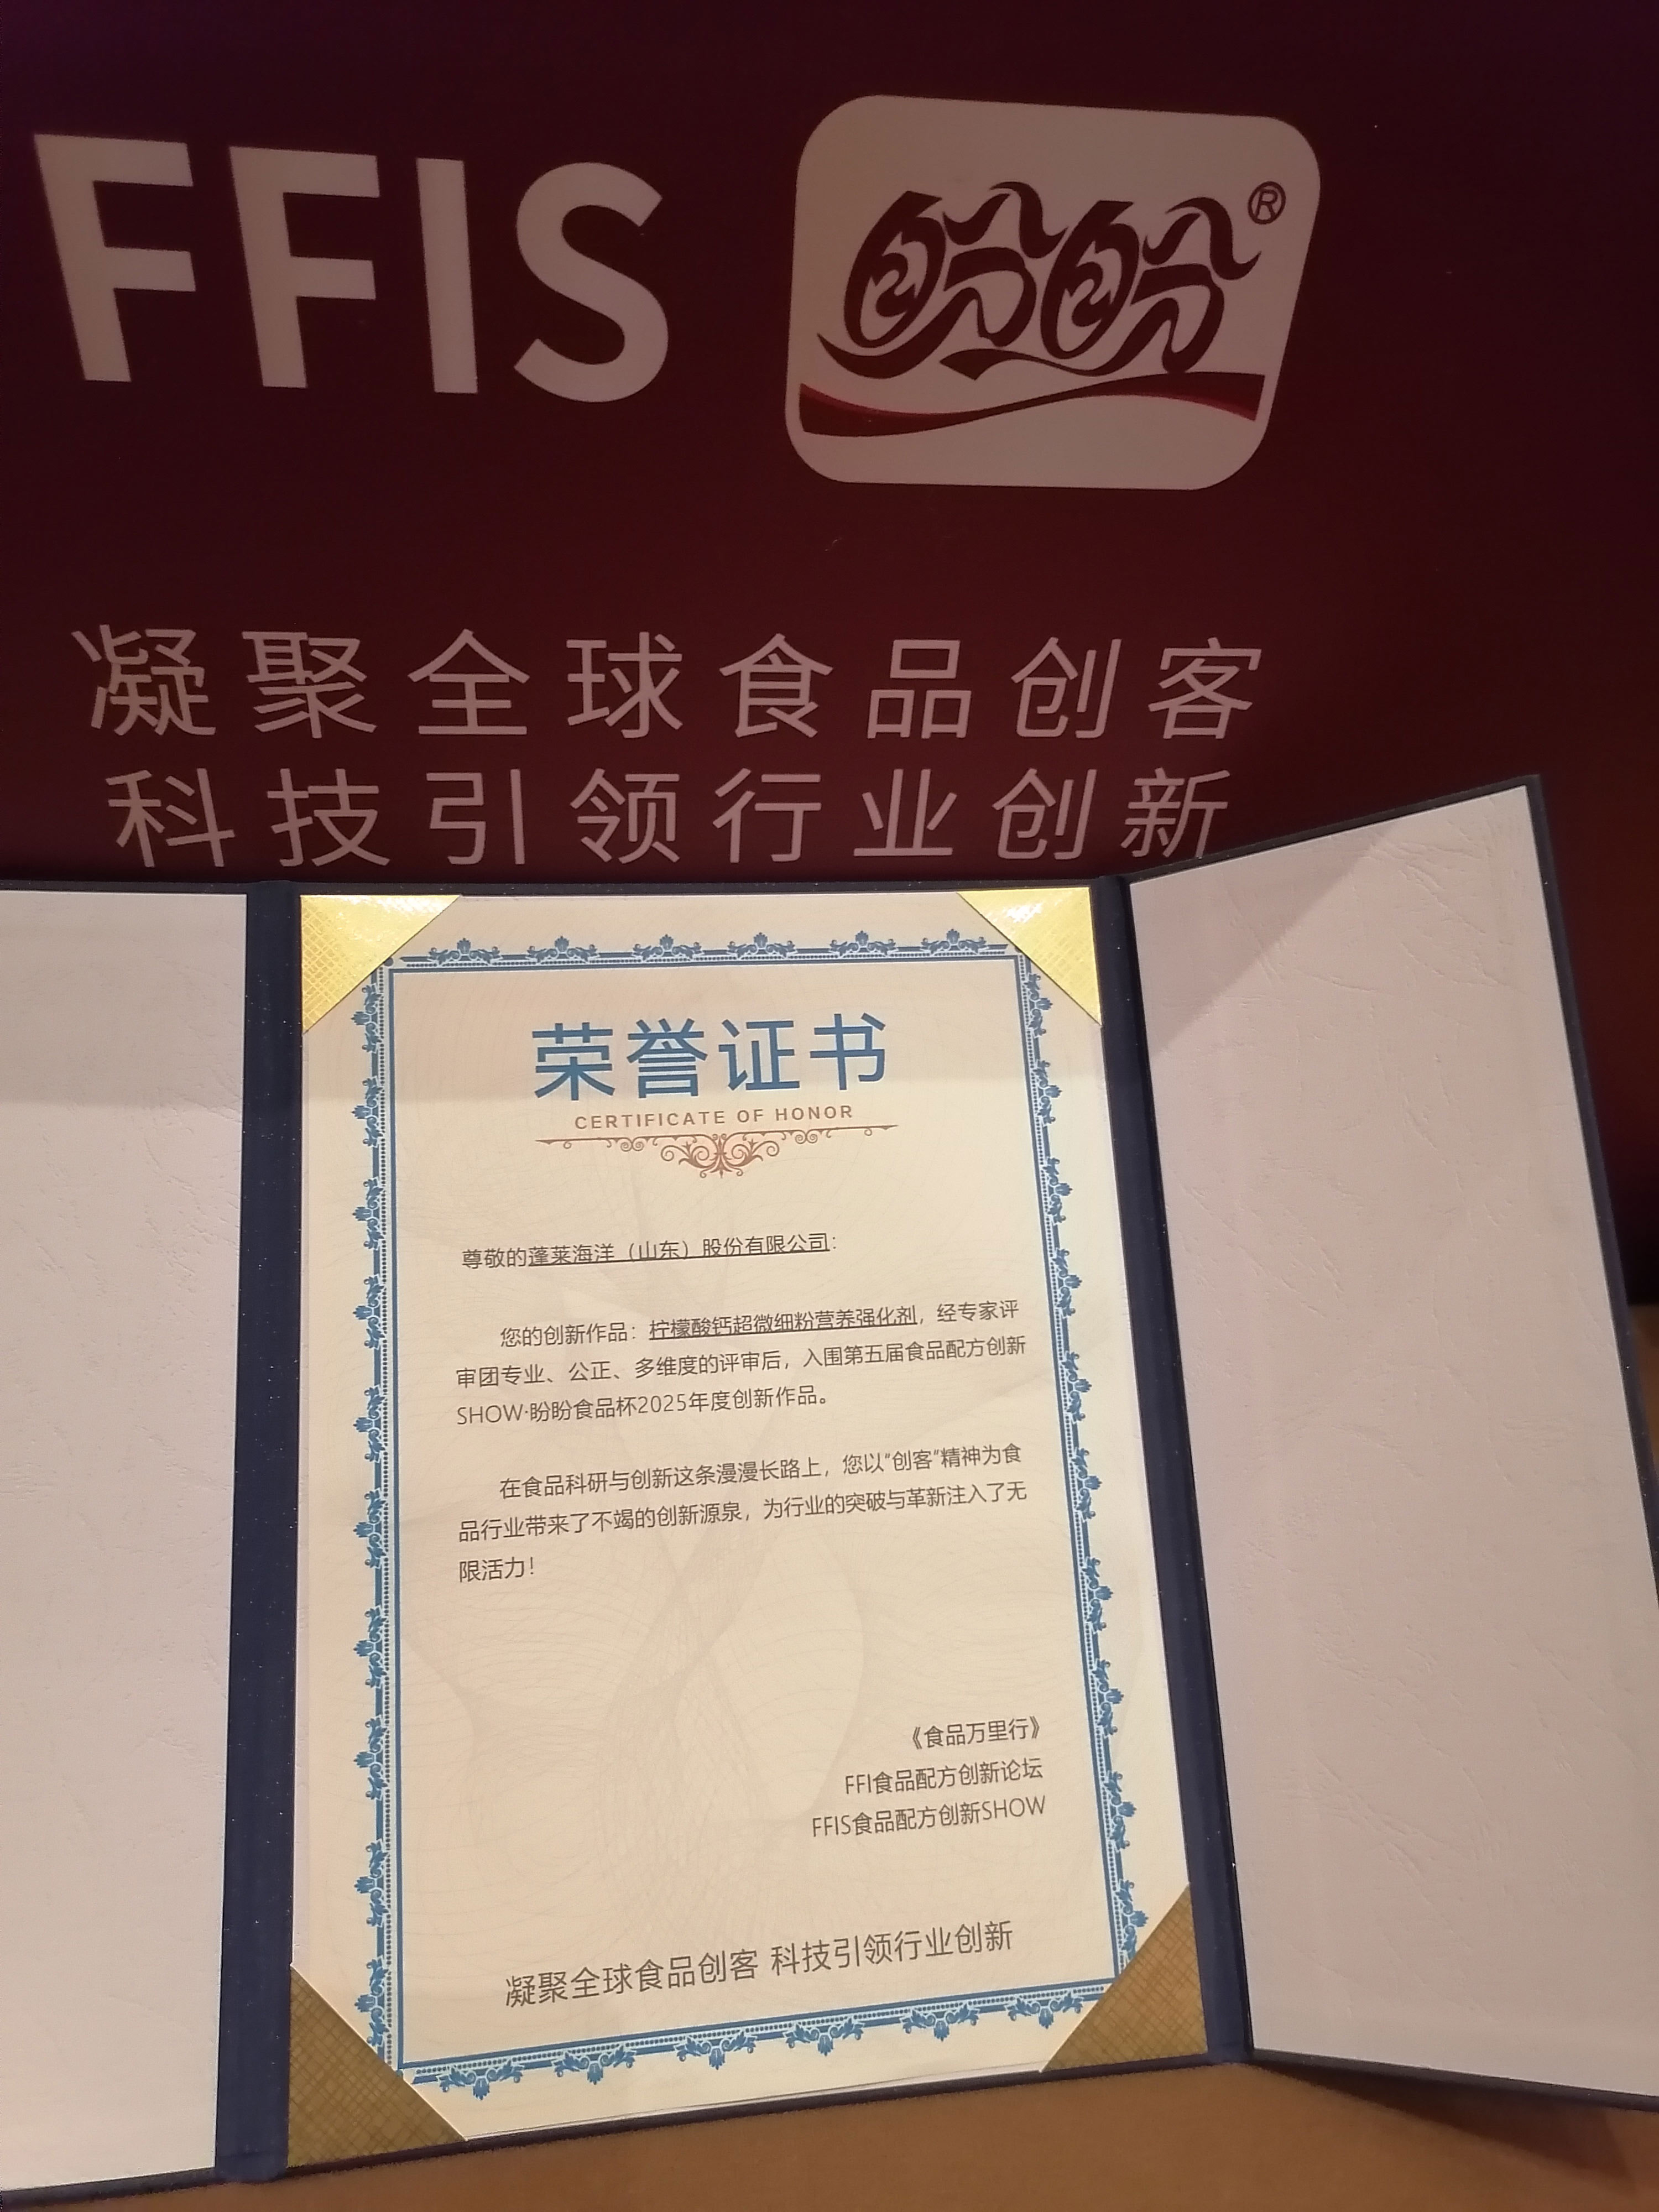 FFIS 盼盼®
凝聚全球食品创客
科技引领行业创新
荣誉证书
CERTIFICATE OF HONOR
尊敬的蓬莱海洋（山东）股份有限公司：
您的创新作品：柠檬酸钙超微细粉营养强化剂，经专家评
审团专业、公正、多维度的评审后，入围第五届食品配方创新
SHOW·盼盼食品杯2025年度创新作品。
在食品科研与创新这条漫漫长路上，您以“创客”精神为食
品行业带来了不竭的创新源泉，为行业的突破与革新注入了无
限活力！
《食品万里行》
FFI食品配方创新论坛
FFIS食品配方创新SHOW
凝聚全球食品创客 科技引领行业创新